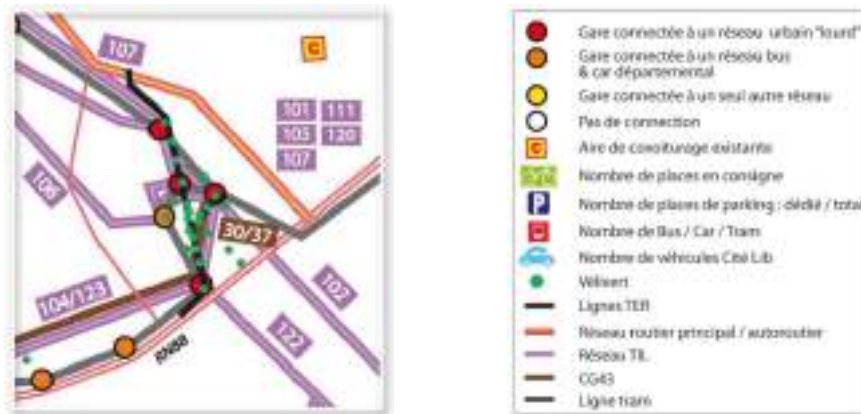 107
C
101 111
105 120
107
106
30/37
104/123
102
122
RN88
Gare connectée à un réseau urbain "lourd"
Gare connectée à un réseau bus
& car départemental
Gare connectée à un seul autre réseau
Pas de connection
C Aire de covoiturage existante
Nombre de places en consigne
P Nombre de places de parking : dédié / total
Nombre de Bus / Car / Tram
Nombre de véhicules Cité Lib
Vélivert
Lignes TER
Réseau routier principal / autoroutier
Réseau TIL
CG43
Ligne tram